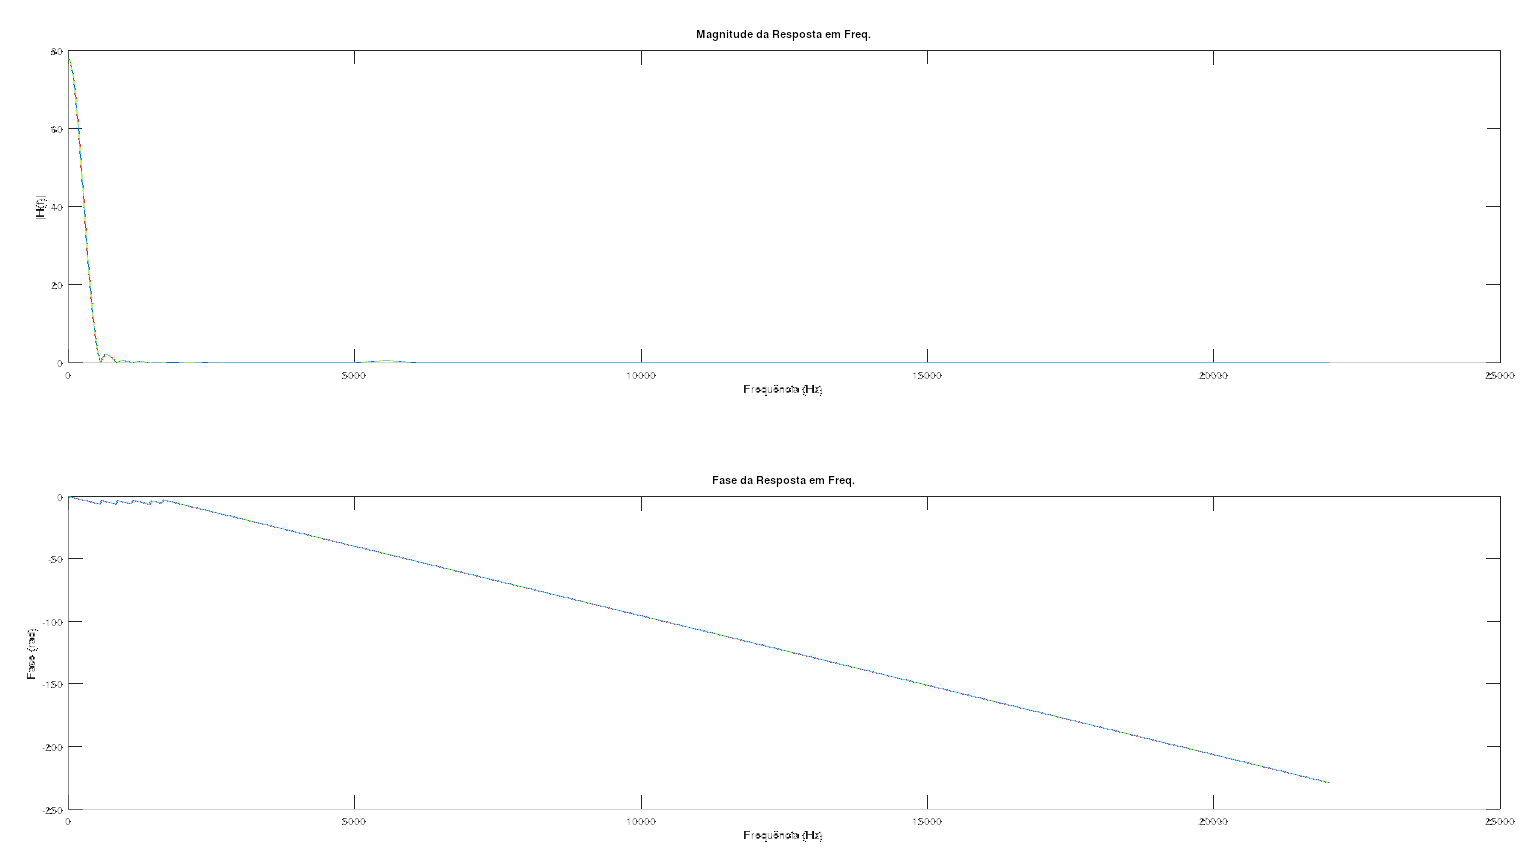 Magnitude da Resposta em Freq.
80
60
40
20
0
|H(f)|
0 5000 10000 15000 20000 25000
Frequência (Hz)
Fase da Resposta em Freq.
0
-50
-100
-150
-200
-250
Fase (rad)
0 5000 10000 15000 20000 25000
Frequência (Hz)